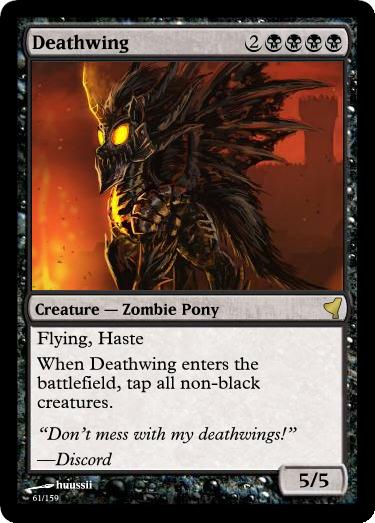 Deathwing 2
Creature — Zombie Pony
Flying, Haste
When Deathwing enters the
battlefield, tap all non-black
creatures.
“Don't mess with my deathwings!”
—Discord
huussii
5/5
61/159